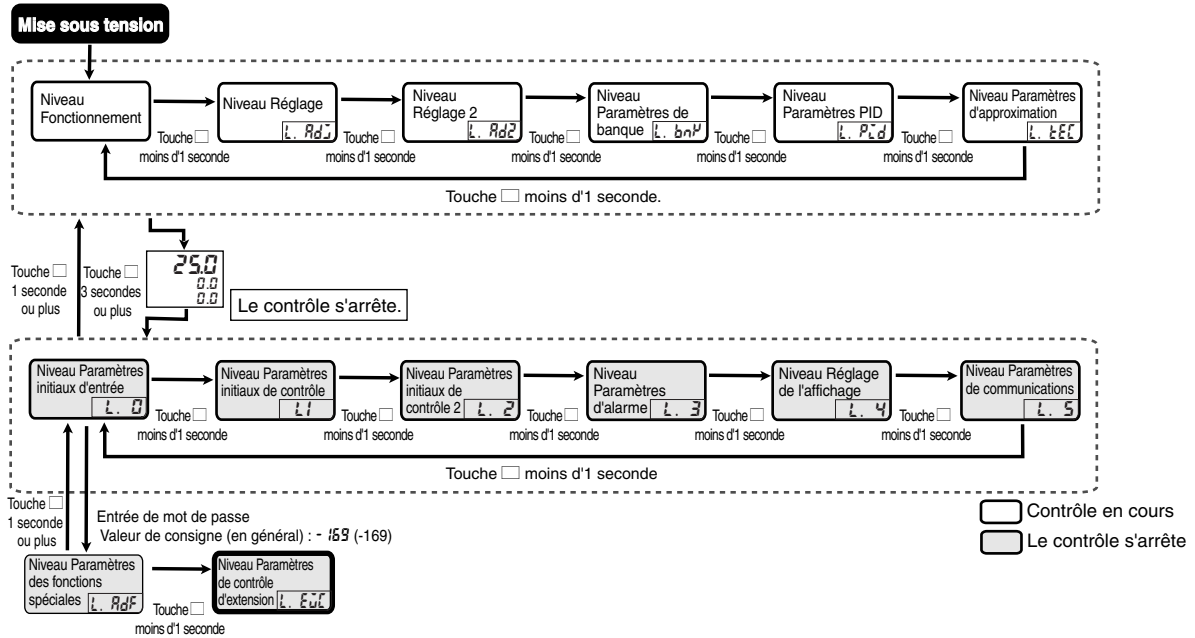 Mise sous tension
Niveau
Fonctionnement
Niveau Réglage
L. AdJ
Niveau
Réglage 2
L. Ad2
Niveau
Paramètres de
banque L. bnK
Niveau
Paramètres PID
L. PId
Niveau Paramètres
d'approximation
L. tEC
Touche □
moins d'1 seconde
Touche □
moins d'1 seconde
Touche □
moins d'1 seconde
Touche □
moins d'1 seconde
Touche □
moins d'1 seconde
Touche □ moins d'1 seconde.
Touche □
1 seconde
ou plus
Touche □
3 secondes
ou plus
25.0
0.0
0.0
Le contrôle s'arrête.
Niveau Paramètres
initiaux d'entrée
L. 0
Niveau Paramètres
initiaux de contrôle
L1
Niveau Paramètres
initiaux de
contrôle 2 L. 2
Niveau
Paramètres
d'alarme L. 3
Niveau Réglage
de l'affichage
L. 4
Niveau Paramètres
de communications
L. 5
Touche □
moins d'1 seconde
Touche □
moins d'1 seconde
Touche □
moins d'1 seconde
Touche □
moins d'1 seconde
Touche □
moins d'1 seconde
Touche □ moins d'1 seconde
Touche □
1 seconde
ou plus
Entrée de mot de passe
Valeur de consigne (en général) : - 169 (-169)
Contrôle en cours
Le contrôle s'arrête
Niveau Paramètres
des fonctions
spéciales L. AdF
Touche □
moins d'1 seconde
Niveau Paramètres
de contrôle
d'extension L. EJC